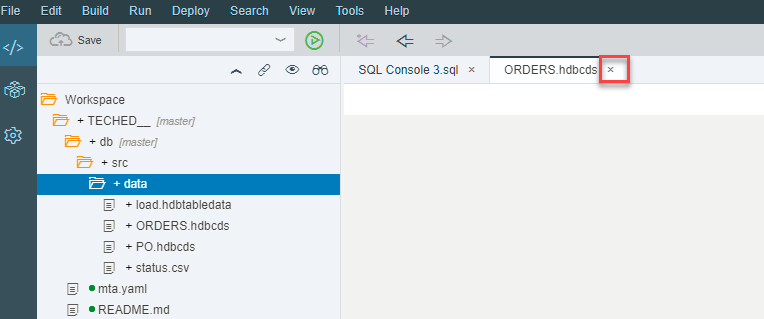 File Edit Build Run Deploy Search View Tools Help
Save
SQL Console 3.sql × ORDERS.hdbcds ×
Workspace
+ TECHED__ [master]
+ db [master]
+ src
+ data
+ load.hdbtabledata
+ ORDERS.hdbcds
+ PO.hdbcds
+ status.csv
mta.yaml
README.md